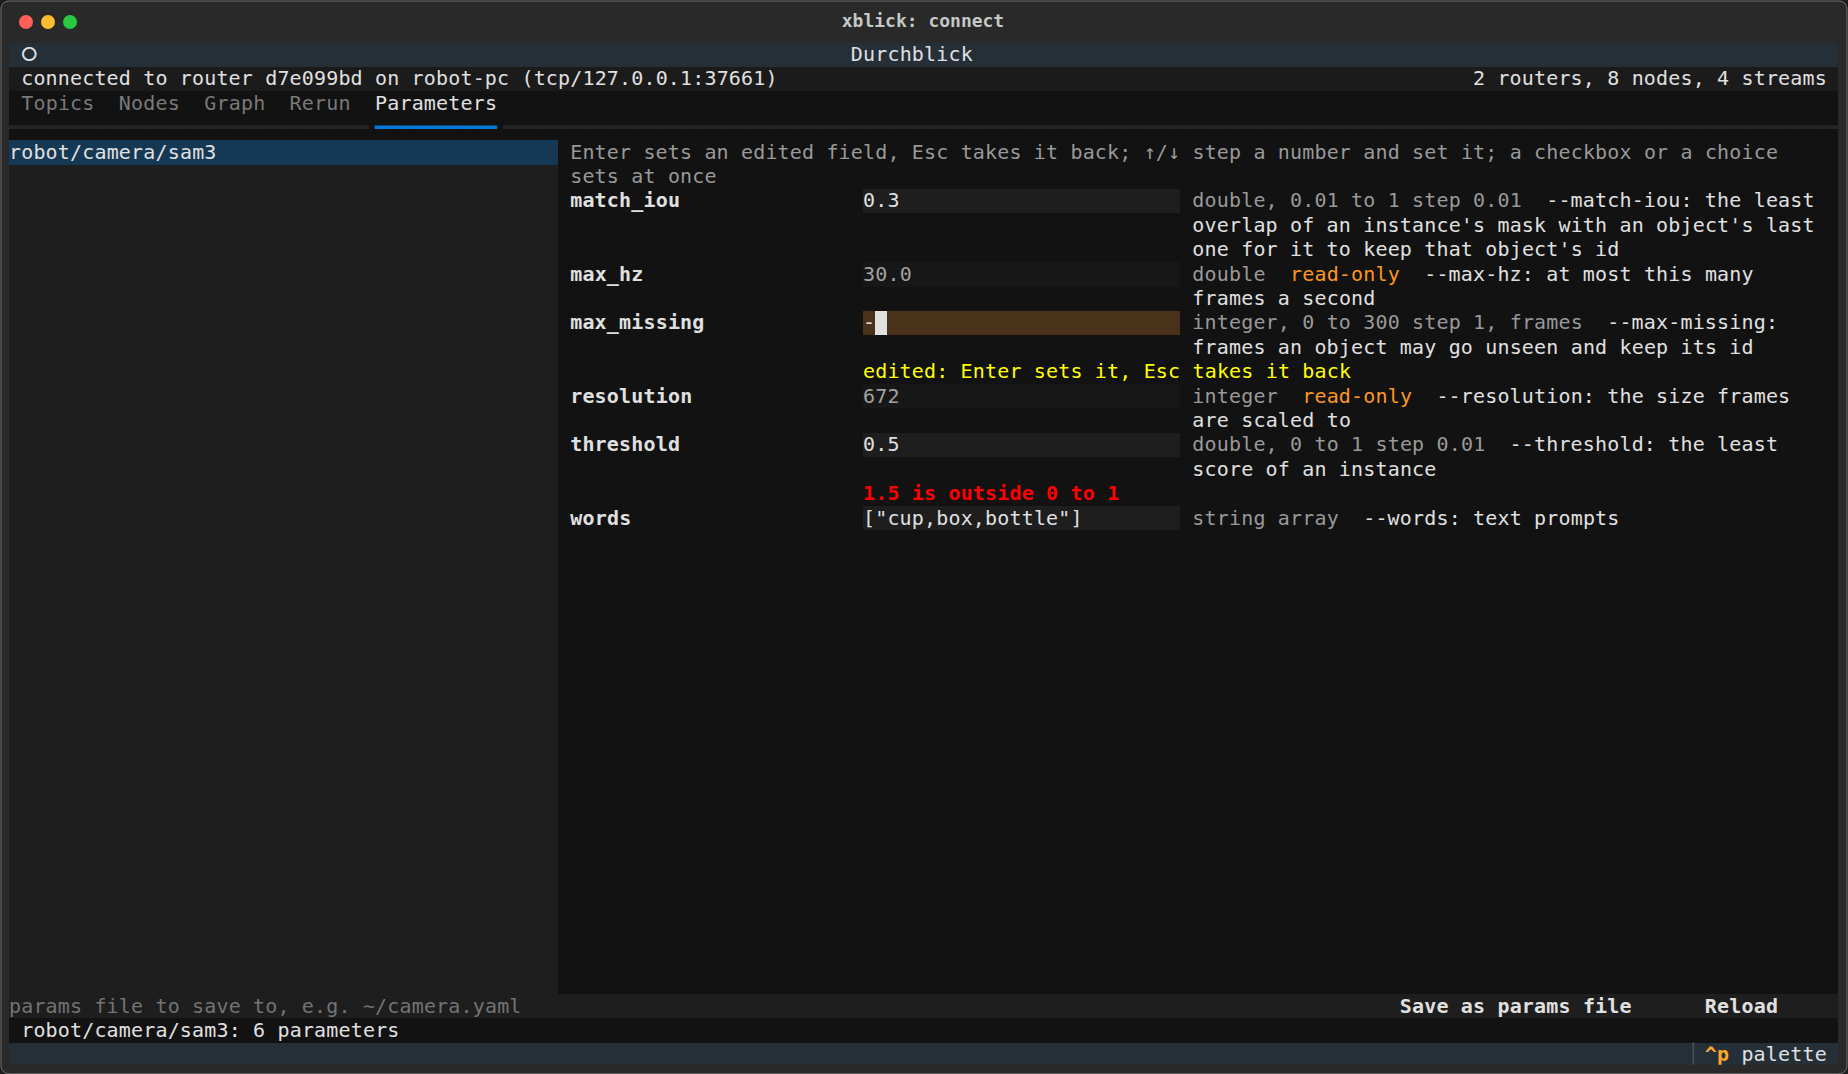 xblick: connect
Durchblick
connected to router d7e099bd on robot-pc (tcp/127.0.0.1:37661) 2 routers, 8 nodes, 4 streams
Topics Nodes Graph Rerun Parameters
robot/camera/sam3
Enter sets an edited field, Esc takes it back; ↑/↓ step a number and set it; a checkbox or a choice
sets at once
match_iou 0.3 double, 0.01 to 1 step 0.01 --match-iou: the least
overlap of an instance's mask with an object's last
one for it to keep that object's id
max_hz 30.0 double read-only --max-hz: at most this many
frames a second
max_missing - integer, 0 to 300 step 1, frames --max-missing:
frames an object may go unseen and keep its id
edited: Enter sets it, Esc takes it back
resolution 672 integer read-only --resolution: the size frames
are scaled to
threshold 0.5 double, 0 to 1 step 0.01 --threshold: the least
score of an instance
1.5 is outside 0 to 1
words ["cup,box,bottle"] string array --words: text prompts
params file to save to, e.g. ~/camera.yaml Save as params file Reload
robot/camera/sam3: 6 parameters
^p palette